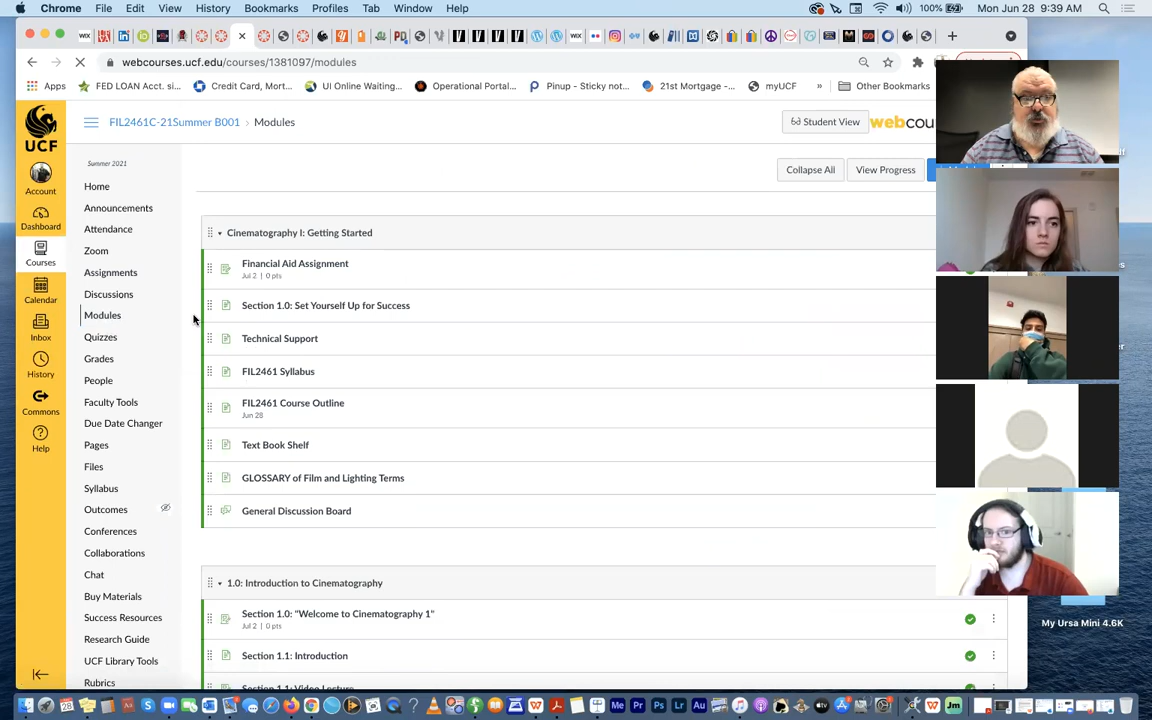 Chrome File Edit View History Bookmarks Profiles Tab Window Help
100% Mon Jun 28 9:39 AM
webcourses.ucf.edu/courses/1381097/modules
Apps FED LOAN Acct. si... Credit Card, Mort... UI Online Waiting... Operational Portal... Pinup - Sticky not... 21st Mortgage -... myUCF » Other Bookmarks
UCF
Account
Dashboard
Courses
Calendar
Inbox
History
Commons
Help
FIL2461C-21Summer B001 › Modules
Student View
webcou
Summer 2021
Home
Announcements
Attendance
Zoom
Assignments
Discussions
Modules
Quizzes
Grades
People
Faculty Tools
Due Date Changer
Pages
Files
Syllabus
Outcomes
Conferences
Collaborations
Chat
Buy Materials
Success Resources
Research Guide
UCF Library Tools
Rubrics
Collapse All View Progress
Cinematography I: Getting Started
Financial Aid Assignment
Jul 2 | 0 pts
Section 1.0: Set Yourself Up for Success
Technical Support
FIL2461 Syllabus
FIL2461 Course Outline
Jun 28
Text Book Shelf
GLOSSARY of Film and Lighting Terms
General Discussion Board
1.0: Introduction to Cinematography
Section 1.0: "Welcome to Cinematography 1"
Jul 2 | 0 pts
Section 1.1: Introduction
Section 1.1: Video Lecture
My Ursa Mini 4.6K